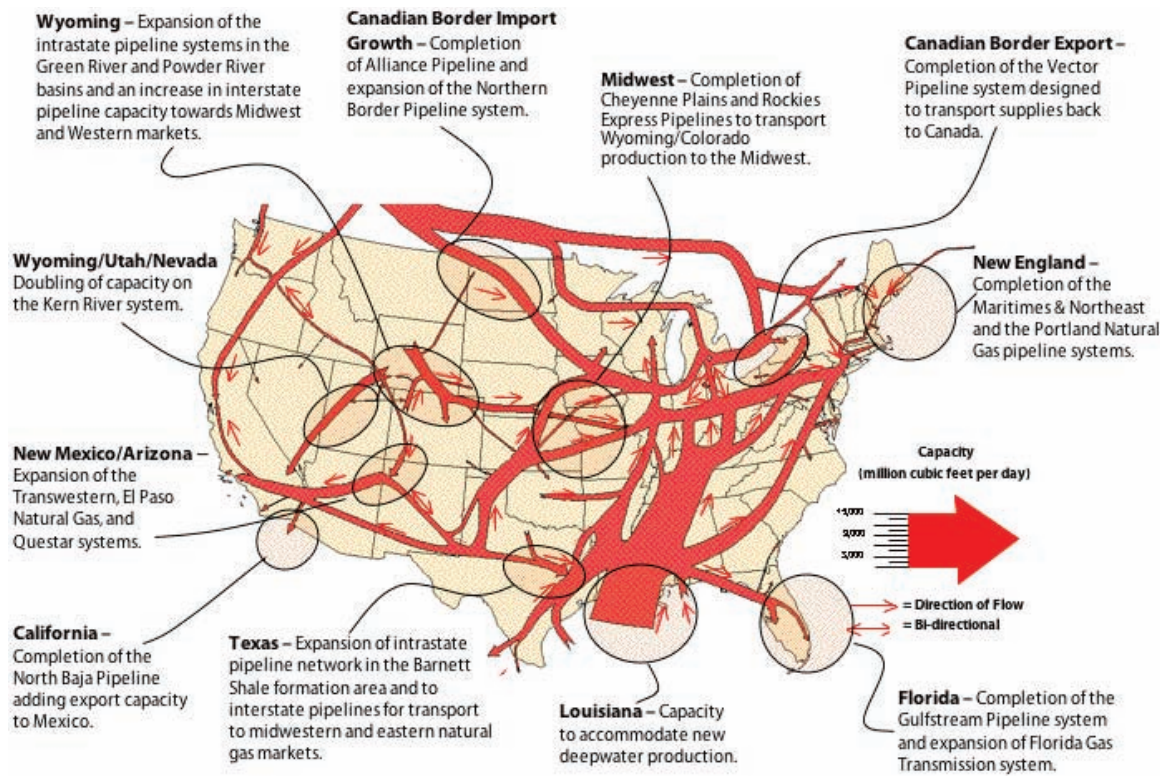 Wyoming – Expansion of the
intrastate pipeline systems in the
Green River and Powder River
basins and an increase in interstate
pipeline capacity towards Midwest
and Western markets.
Canadian Border Import
Growth – Completion
of Alliance Pipeline and
expansion of the Northern
Border Pipeline system.
Midwest – Completion of
Cheyenne Plains and Rockies
Express Pipelines to transport
Wyoming/Colorado
production to the Midwest.
Canadian Border Export –
Completion of the Vector
Pipeline system designed
to transport supplies back
to Canada.
Wyoming/Utah/Nevada
Doubling of capacity on
the Kern River system.
New England –
Completion of the
Maritimes & Northeast
and the Portland Natural
Gas pipeline systems.
New Mexico/Arizona –
Expansion of the
Transwestern, El Paso
Natural Gas, and
Questar systems.
Capacity
(million cubic feet per day)
= Direction of Flow
= Bi-directional
California –
Completion of the
North Baja Pipeline
adding export capacity
to Mexico.
Texas – Expansion of intrastate
pipeline network in the Barnett
Shale formation area and to
interstate pipelines for transport
to midwestern and eastern natural
gas markets.
Louisiana – Capacity
to accommodate new
deepwater production.
Florida – Completion of the
Gulfstream Pipeline system
and expansion of Florida Gas
Transmission system.